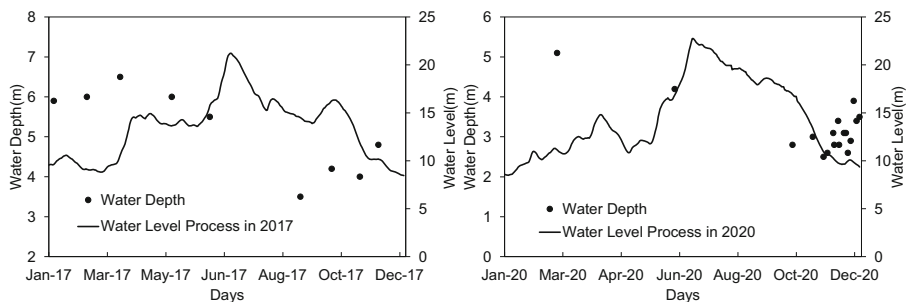 8
7
6
5
4
3
2
Water Depth(m)
25
20
15
10
5
0
Water Level(m)
Water Depth
Water Level Process in 2017
Jan-17 Mar-17 May-17 Jun-17 Aug-17 Oct-17 Dec-17
Days
6
5
4
3
2
1
0
Water Depth(m)
25
20
15
10
5
0
Water Level(m)
Water Depth
Water Level Process in 2020
Jan-20 Mar-20 Apr-20 Jun-20 Aug-20 Oct-20 Dec-20
Days